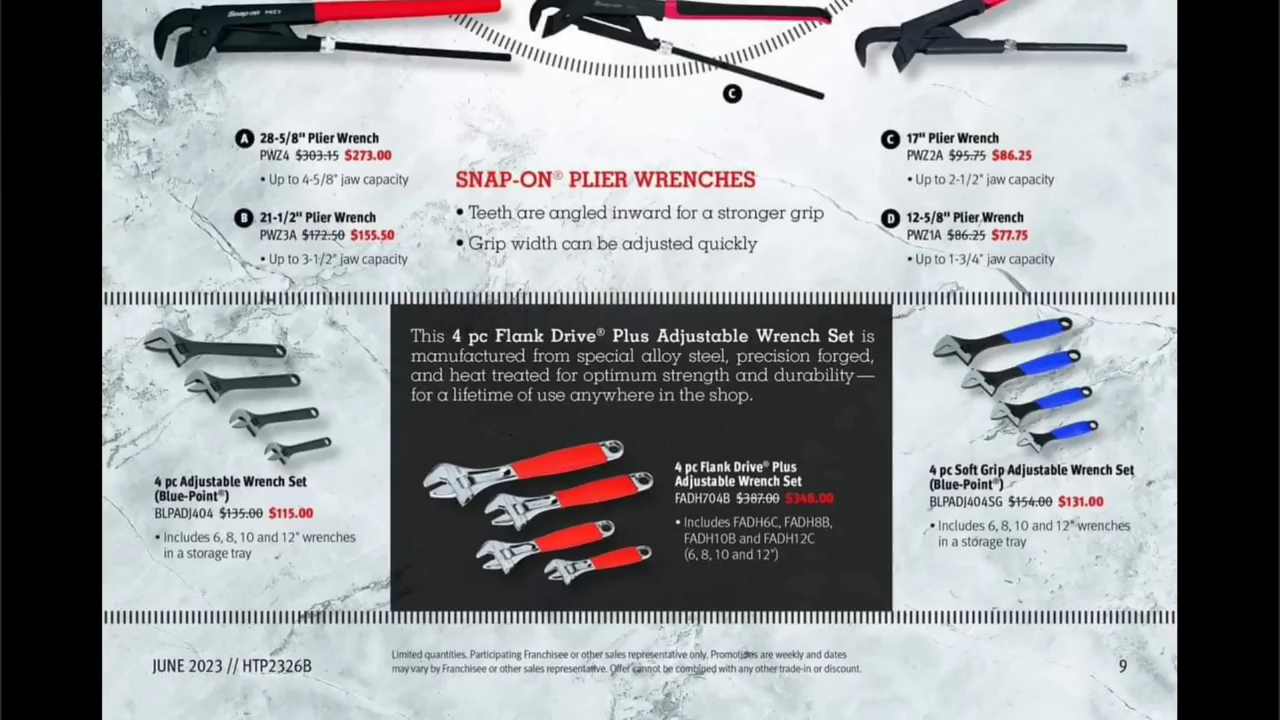 Snap-on
Snap-on
C
A 28-5/8" Plier Wrench
PWZ4 $303.15 $273.00
• Up to 4-5/8" jaw capacity
B 21-1/2" Plier Wrench
PWZ3A $172.50 $155.50
• Up to 3-1/2" jaw capacity
SNAP-ON® PLIER WRENCHES
• Teeth are angled inward for a stronger grip
• Grip width can be adjusted quickly
C 17" Plier Wrench
PWZ2A $95.75 $86.25
• Up to 2-1/2" jaw capacity
D 12-5/8" Plier Wrench
PWZ1A $86.25 $77.75
• Up to 1-3/4" jaw capacity
4 pc Adjustable Wrench Set
(Blue-Point®)
BLPADJ404 $135.00 $115.00
• Includes 6, 8, 10 and 12" wrenches
in a storage tray
This 4 pc Flank Drive® Plus Adjustable Wrench Set is
manufactured from special alloy steel, precision forged,
and heat treated for optimum strength and durability—
for a lifetime of use anywhere in the shop.
4 pc Flank Drive® Plus
Adjustable Wrench Set
FADH704B $387.00 $348.00
• Includes FADH6C, FADH8B,
FADH10B and FADH12C
(6, 8, 10 and 12")
4 pc Soft Grip Adjustable Wrench Set
(Blue-Point®)
BLPADJ404SG $154.00 $131.00
• Includes 6, 8, 10 and 12" wrenches
in a storage tray
JUNE 2023 // HTP2326B
Limited quantities. Participating Franchisee or other sales representative only. Promotions are weekly and dates
may vary by Franchisee or other sales representative. Offer cannot be combined with any other trade-in or discount.
9